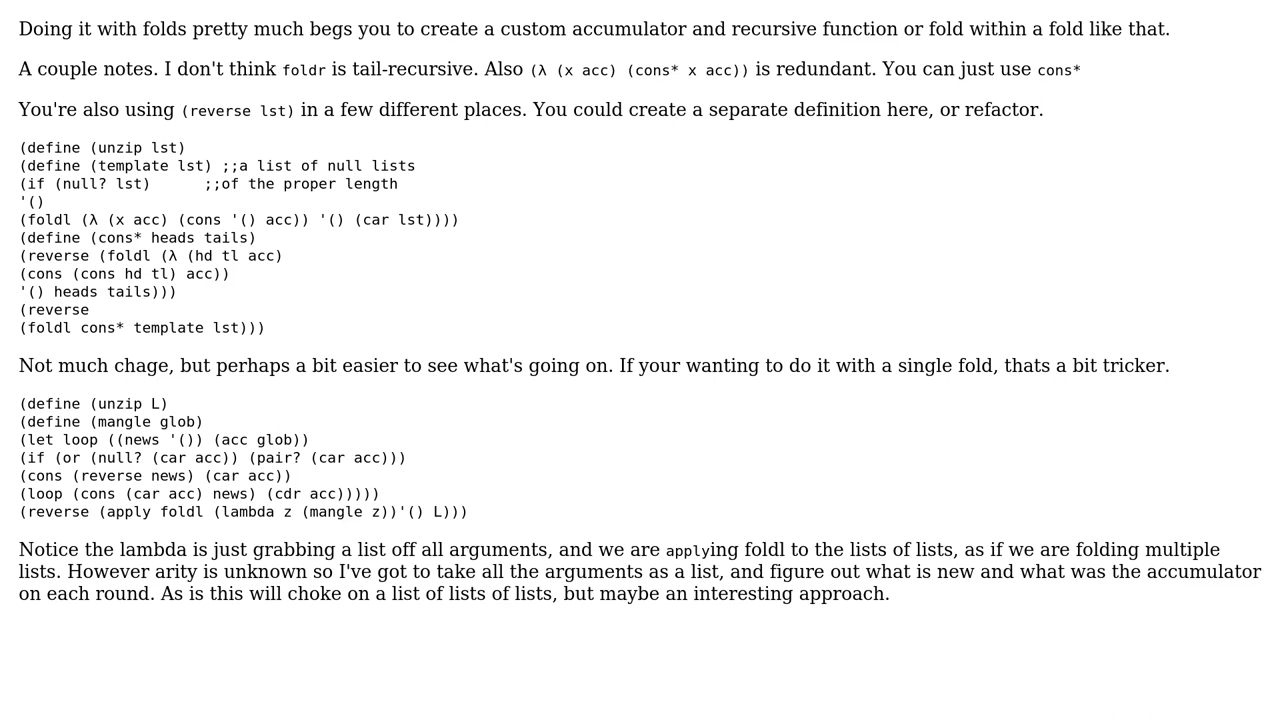 Doing it with folds pretty much begs you to create a custom accumulator and recursive function or fold within a fold like that.
A couple notes. I don't think foldr is tail-recursive. Also (λ (x acc) (cons* x acc)) is redundant. You can just use cons*
You're also using (reverse lst) in a few different places. You could create a separate definition here, or refactor.
(define (unzip lst)
(define (template lst) ;;a list of null lists
(if (null? lst)      ;;of the proper length
'()
(foldl (λ (x acc) (cons '() acc)) '() (car lst))))
(define (cons* heads tails)
(reverse (foldl (λ (hd tl acc)
(cons (cons hd tl) acc))
'() heads tails)))
(reverse
(foldl cons* template lst)))
Not much chage, but perhaps a bit easier to see what's going on. If your wanting to do it with a single fold, thats a bit tricker.
(define (unzip L)
(define (mangle glob)
(let loop ((news '()) (acc glob))
(if (or (null? (car acc)) (pair? (car acc)))
(cons (reverse news) (car acc))
(loop (cons (car acc) news) (cdr acc)))))
(reverse (apply foldl (lambda z (mangle z))'() L)))
Notice the lambda is just grabbing a list off all arguments, and we are applying foldl to the lists of lists, as if we are folding multiple
lists. However arity is unknown so I've got to take all the arguments as a list, and figure out what is new and what was the accumulator
on each round. As is this will choke on a list of lists of lists, but maybe an interesting approach.